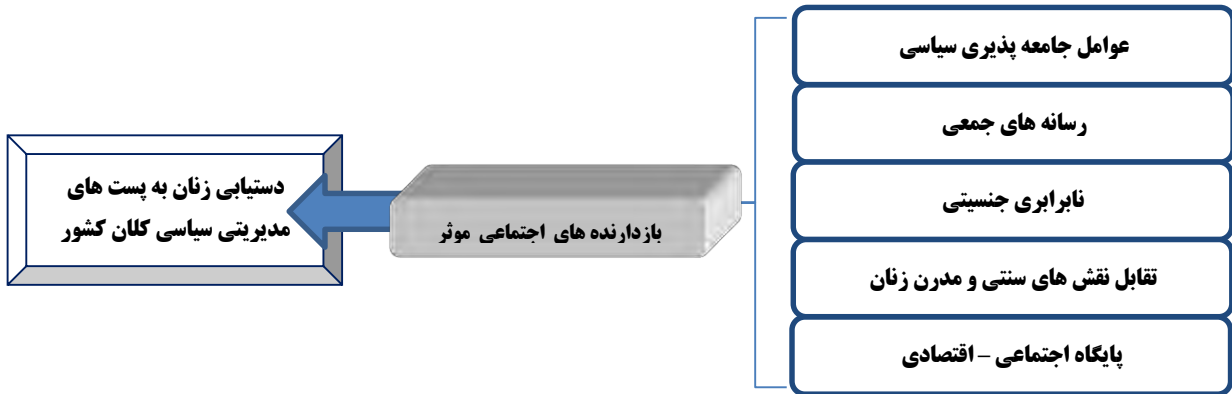 عوامل جامعه پذیری سیاسی
رسانه های جمعی
نابرابری جنسیتی
تقابل نقش های سنتی و مدرن زنان
پایگاه اجتماعی – اقتصادی
بازدارنده های اجتماعی موثر
دستیابی زنان به پست های
مدیریتی سیاسی کلان کشور